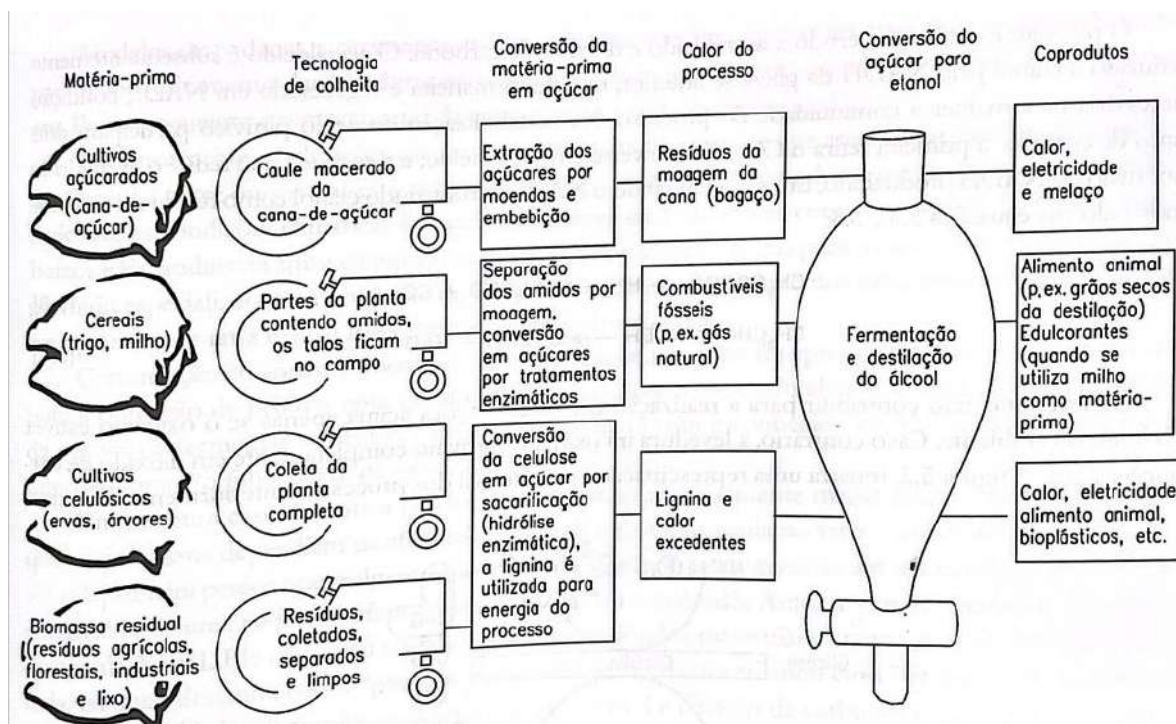 Matéria-prima
Tecnologia
de colheita
Conversão da
matéria-prima
em açúcar
Calor do
processo
Conversão do
açúcar para
etanol
Coprodutos
Cultivos
açúcarados
(Cana-de-
açúcar)
Caule macerado
da
cana-de-açúcar
Extração dos
açúcares por
moendas e
embebição
Resíduos da
moagem da
cana (bagaço)
Calor,
eletricidade
e melaço
Cereais
(trigo, milho)
Partes da planta
contendo amidos,
os talos ficam
no campo
Separação
dos amidos por
moagem,
conversão
em açúcares
por tratamentos
enzimáticos
Combustíveis
fósseis
(p.ex. gás
natural)
Fermentação
e destilação
do álcool
Alimento animal
(p.ex. grãos secos
da destilação)
Edulcorantes
(quando se
utiliza milho
como matéria-
prima)
Cultivos
celulósicos
(ervas, árvores)
Coleta da
planta
completa
Conversão
da celulose
em açúcar por
sacarilicação
(hidrólise
enzimática),
a lignina é
utilizada para
energia do
processo
Lignina e
calor
excedentes
Calor, eletricidade
alimento animal,
bioplásticos, etc.
Biomassa residual
(resíduos agrícolas,
florestais, industriais
e lixo)
Resíduos,
coletados,
separados
e limpos